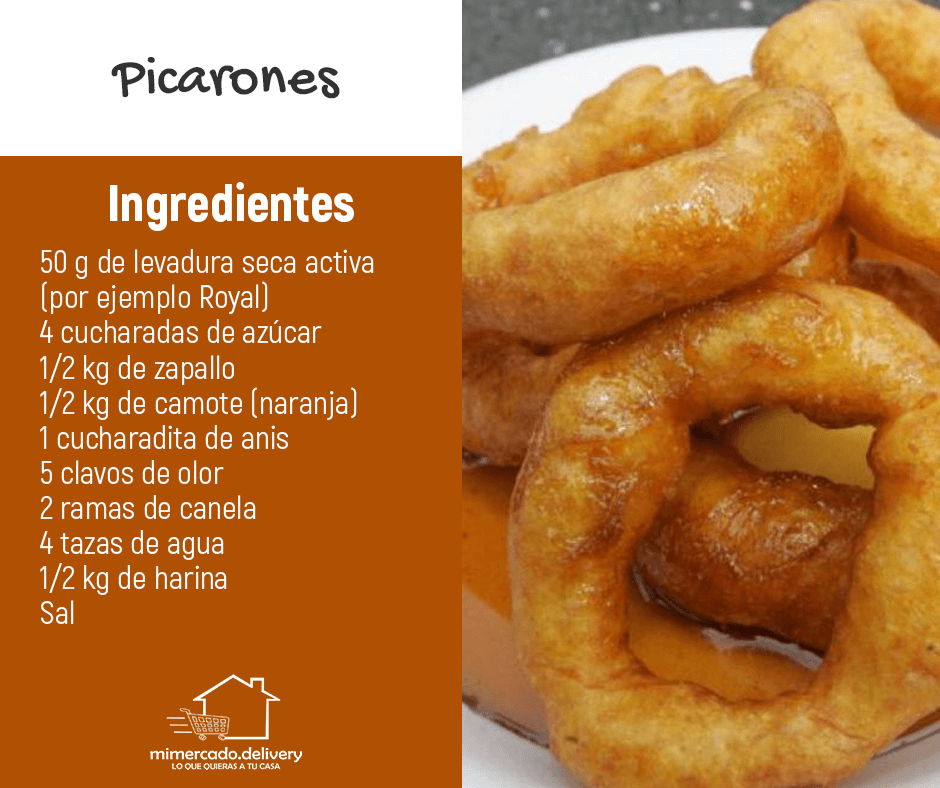 Picarones
Ingredientes
50 g de levadura seca activa
(por ejemplo Royal)
4 cucharadas de azúcar
1/2 kg de zapallo
1/2 kg de camote (naranja)
1 cucharadita de anis
5 clavos de olor
2 ramas de canela
4 tazas de agua
1/2 kg de harina
Sal
mimercado.delivery
LO QUE QUIERAS A TU CASA